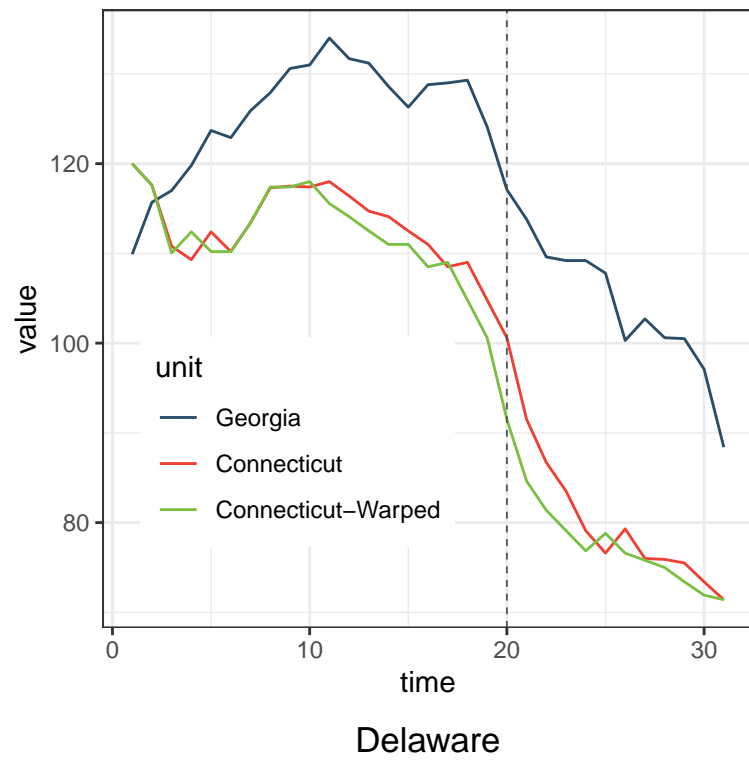 120
100
80
value
unit
Georgia
Connecticut
Connecticut–Warped
0 10 20 30
time
Delaware